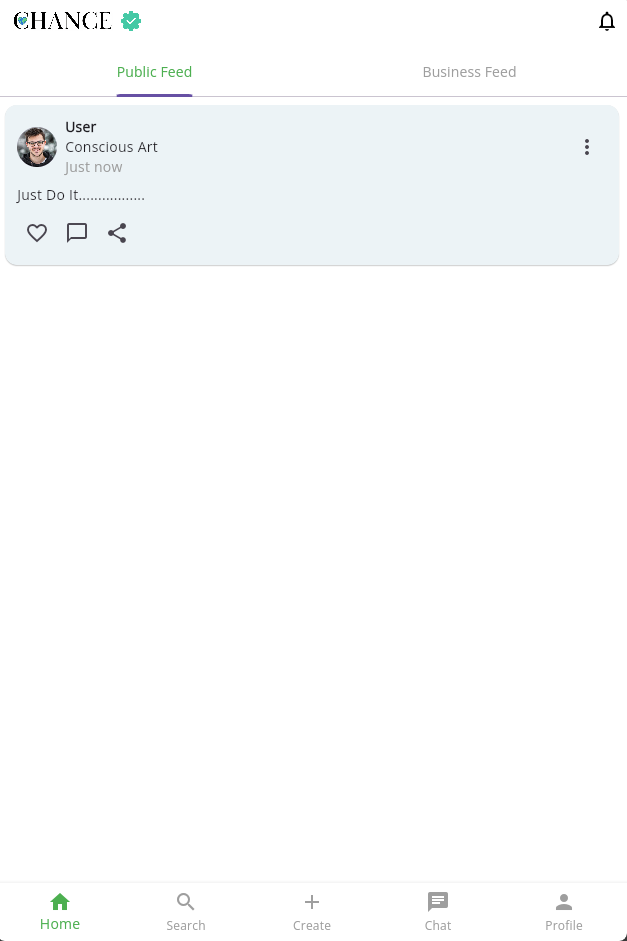 CHANCE
Public Feed
Business Feed
User
Conscious Art
Just now
Just Do It.................
Home
Search
Create
Chat
Profile